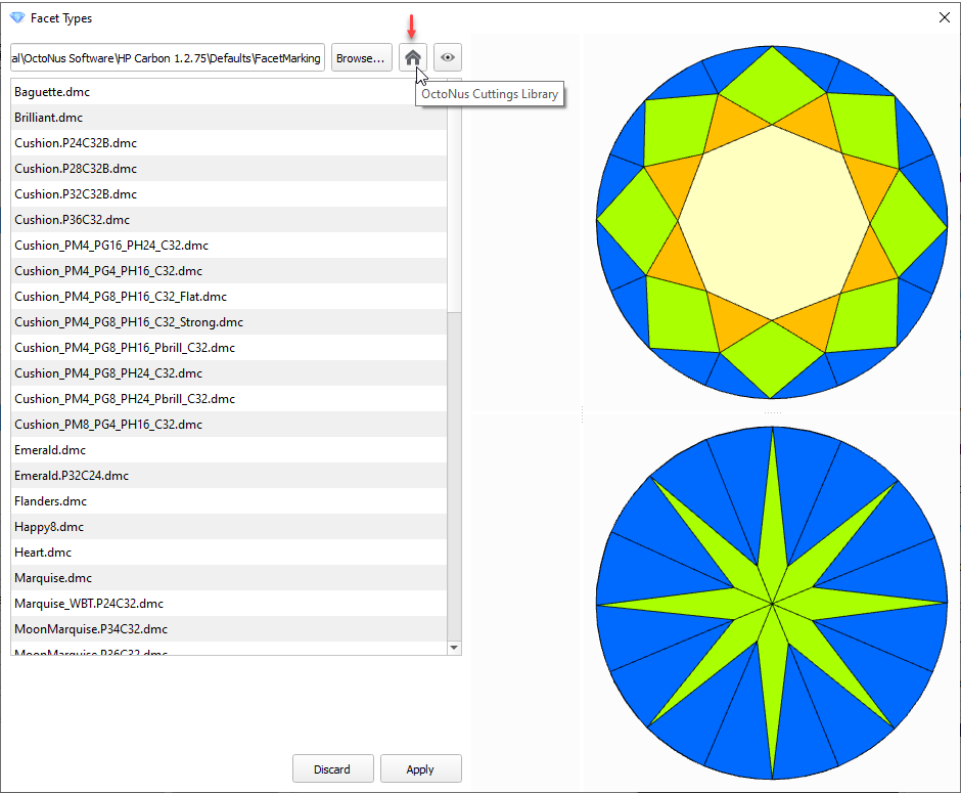 Facet Types
al\OctoNus Software\HP Carbon 1.2.75\Defaults\FacetMarking Browse...
OctoNus Cuttings Library
Baguette.dmc
Brilliant.dmc
Cushion.P24C32B.dmc
Cushion.P28C32B.dmc
Cushion.P32C32B.dmc
Cushion.P36C32.dmc
Cushion_PM4_PG16_PH24_C32.dmc
Cushion_PM4_PG4_PH16_C32.dmc
Cushion_PM4_PG8_PH16_C32_Flat.dmc
Cushion_PM4_PG8_PH16_C32_Strong.dmc
Cushion_PM4_PG8_PH16_Pbrill_C32.dmc
Cushion_PM4_PG8_PH24_C32.dmc
Cushion_PM4_PG8_PH24_Pbrill_C32.dmc
Cushion_PM8_PG4_PH16_C32.dmc
Emerald.dmc
Emerald.P32C24.dmc
Flanders.dmc
Happy8.dmc
Heart.dmc
Marquise.dmc
Marquise_WBT.P24C32.dmc
MoonMarquise.P34C32.dmc
MoonMarquise.P36C32.dmc
Discard Apply